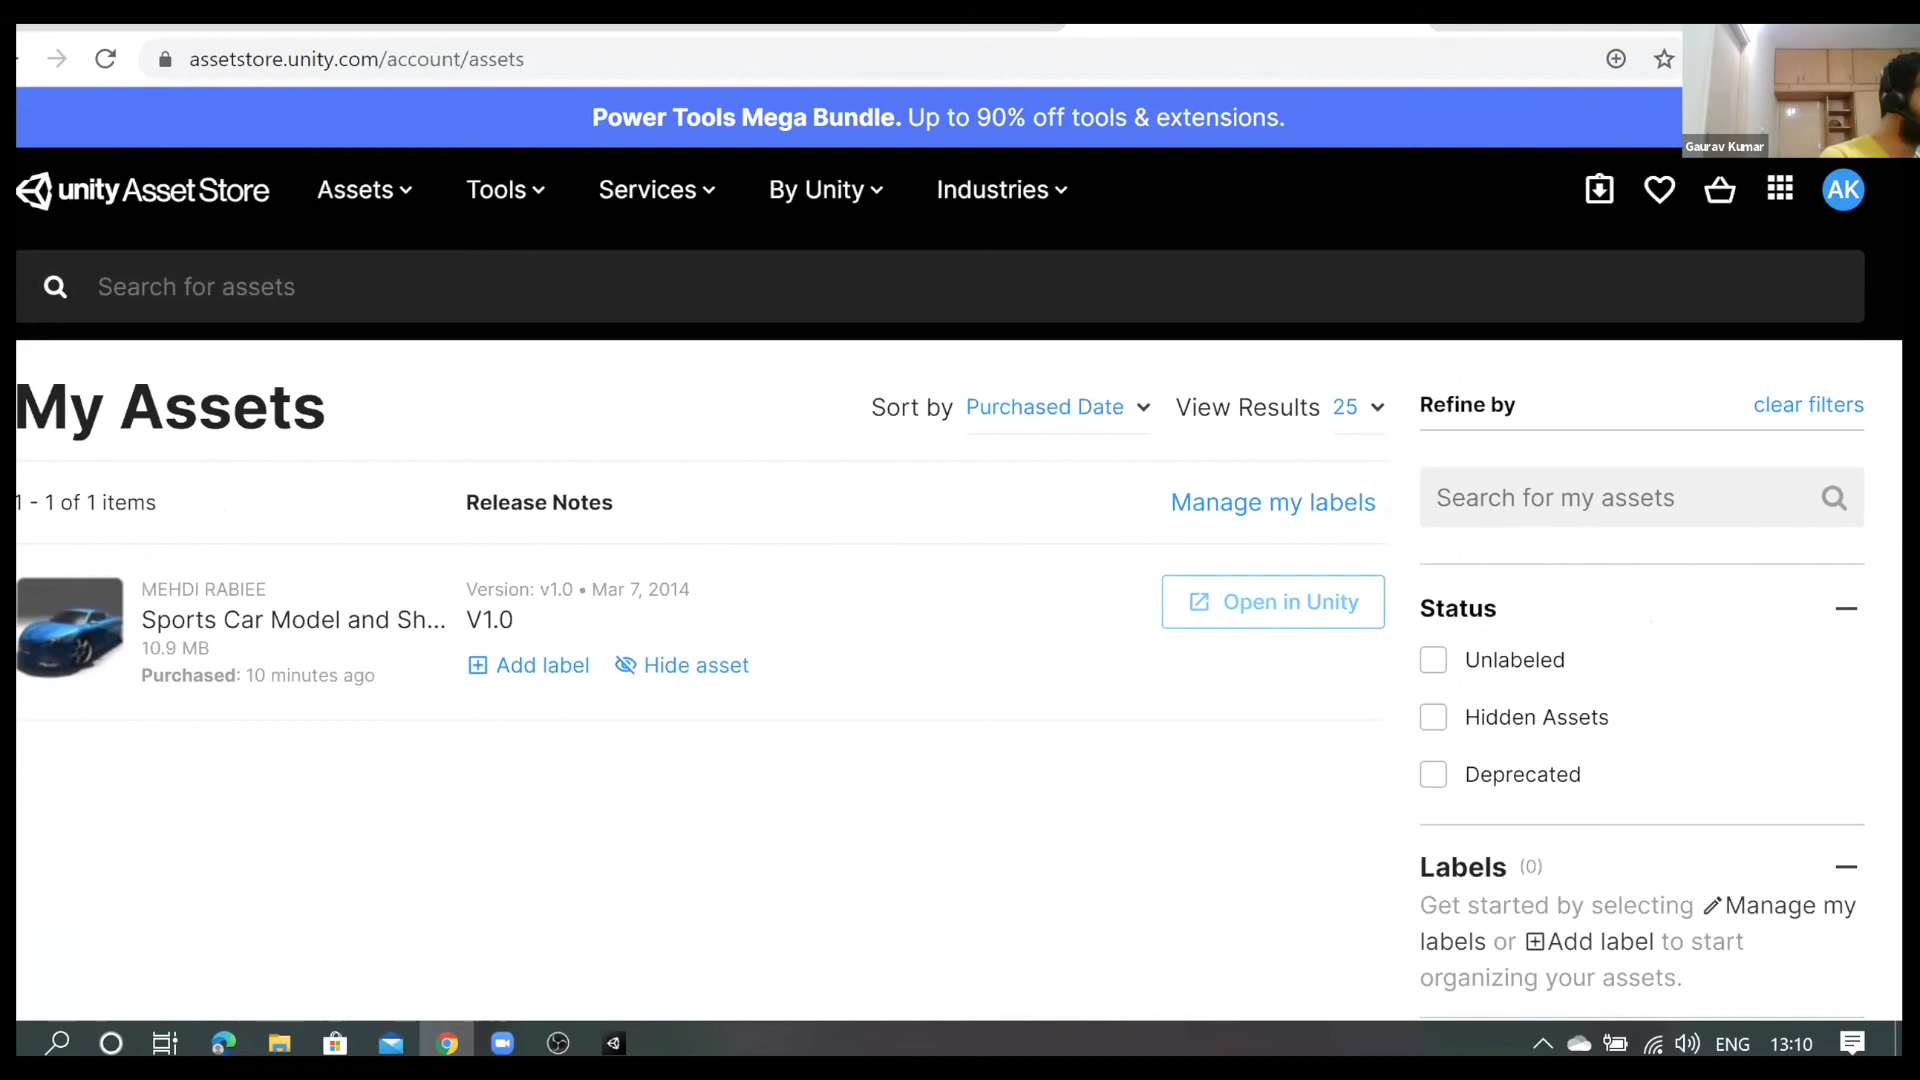 assetstore.unity.com/account/assets
Power Tools Mega Bundle. Up to 90% off tools & extensions.
Gaurav Kumar
unity Asset Store
Assets
Tools
Services
By Unity
Industries
AK
Search for assets
My Assets
Sort by Purchased Date
View Results 25
Refine by
clear filters
1 - 1 of 1 items
Release Notes
Manage my labels
Search for my assets
MEHDI RABIEE
Sports Car Model and Sh...
10.9 MB
Purchased: 10 minutes ago
Version: v1.0 • Mar 7, 2014
V1.0
Add label
Hide asset
Open in Unity
Status
Unlabeled
Hidden Assets
Deprecated
Labels (0)
Get started by selecting Manage my
labels or Add label to start
organizing your assets.
ENG
13:10